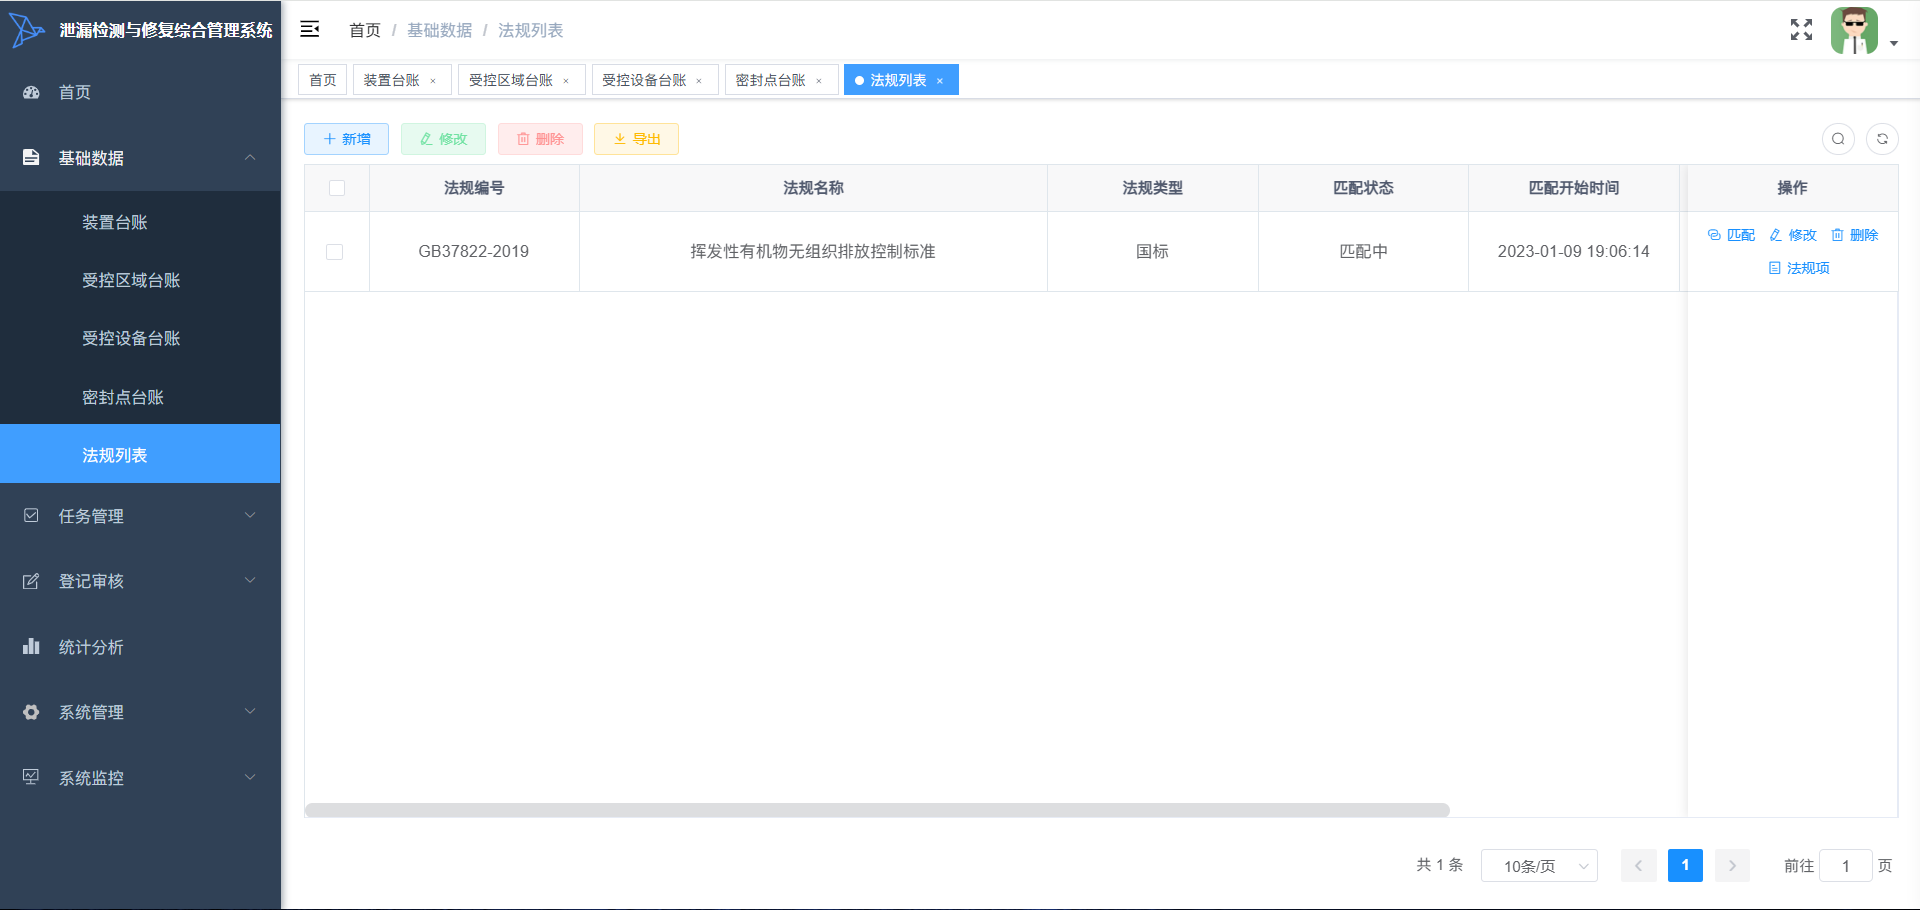 泄漏检测与修复综合管理系统
首页
基础数据
装置台账
受控区域台账
受控设备台账
密封点台账
法规列表
任务管理
登记审核
统计分析
系统管理
系统监控
首页 / 基础数据 / 法规列表
首页 装置台账 × 受控区域台账 × 受控设备台账 × 密封点台账 × 法规列表 ×
新增 修改 删除 导出
法规编号 法规名称 法规类型 匹配状态 匹配开始时间 操作
GB37822-2019 挥发性有机物无组织排放控制标准 国标 匹配中 2023-01-09 19:06:14 匹配 修改 删除
法规项
共 1 条 10条/页 1 前往 1 页